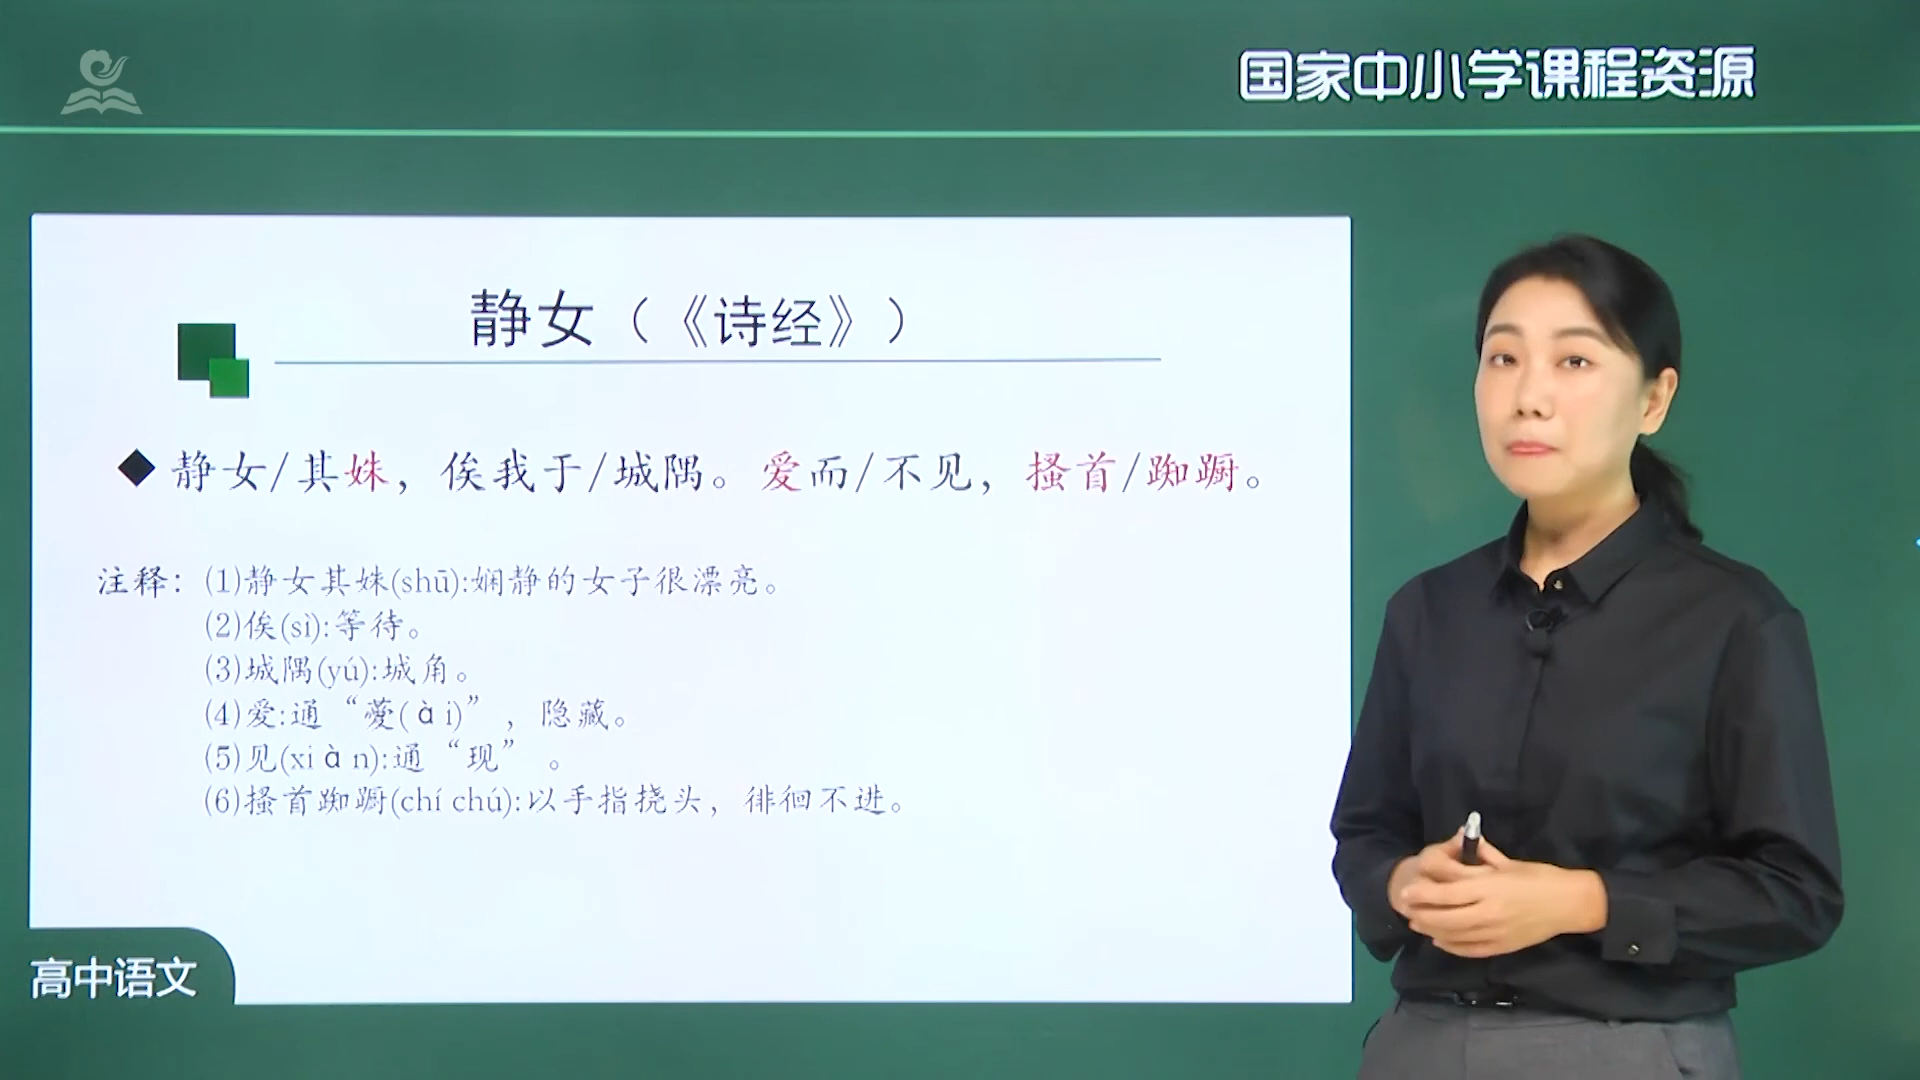 国家中小学课程资源
静女（《诗经》）
◆静女/其姝，俟我于/城隅。爱而/不见，搔首/踟蹰。
注释：(1)静女其姝(shū):娴静的女子很漂亮。
(2)俟(sì):等待。
(3)城隅(yú):城角。
(4)爱:通“薆(ài)”，隐藏。
(5)见(xiàn):通“现”。
(6)搔首踟蹰(chí chú):以手指挠头，徘徊不进。
高中语文